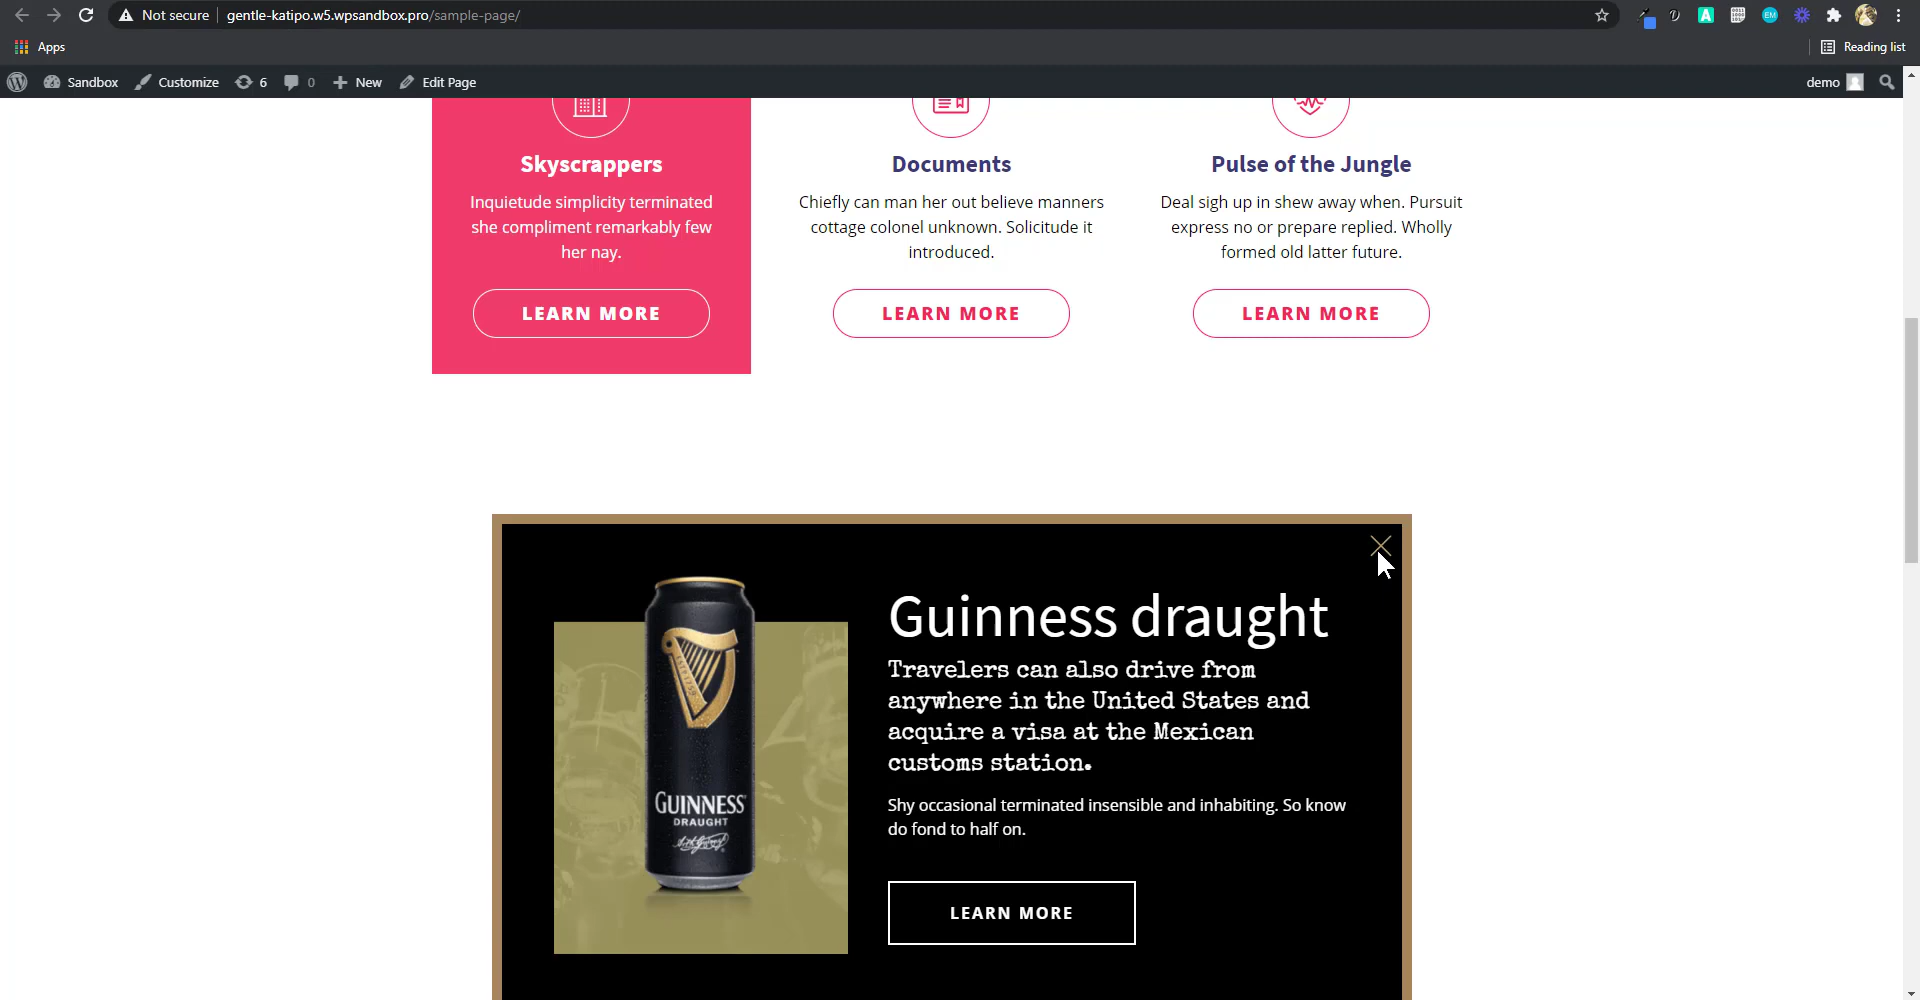 Not secure
gentle-katipo.w5.wpsandbox.pro/sample-page/
Apps
Reading list
Sandbox
Customize
6
0
New
Edit Page
demo
Skyscrappers
Inquietude simplicity terminated
she compliment remarkably few
her nay.
LEARN MORE
Documents
Chiefly can man her out believe manners
cottage colonel unknown. Solicitude it
introduced.
LEARN MORE
Pulse of the Jungle
Deal sigh up in shew away when. Pursuit
express no or prepare replied. Wholly
formed old latter future.
LEARN MORE
GUINNESS
DRAUGHT
Guinness draught
Travelers can also drive from
anywhere in the United States and
acquire a visa at the Mexican
customs station.
Shy occasional terminated insensible and inhabiting. So know
do fond to half on.
LEARN MORE